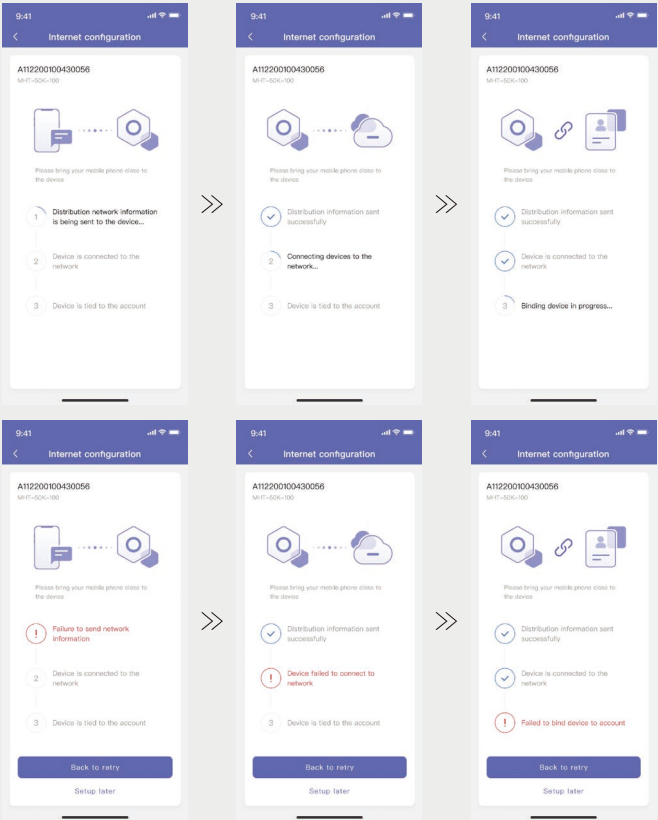 9:41
Internet configuration
A112200100430056
MHT-50K-100
Please bring your mobile phone close to
the device
1
Distribution network information
is being sent to the device...
2
Device is connected to the
network
3
Device is tied to the account
9:41
Internet configuration
A112200100430056
MHT-50K-100
Please bring your mobile phone close to
the device
Distribution information sent
successfully
2
Connecting devices to the
network...
3
Device is tied to the account
9:41
Internet configuration
A112200100430056
MHT-50K-100
Please bring your mobile phone close to
the device
Distribution information sent
successfully
Device is connected to the
network
3
Binding device in progress...
9:41
Internet configuration
A112200100430056
MHT-50K-100
Please bring your mobile phone close to
the device
Failure to send network
information
2
Device is connected to the
network
3
Device is tied to the account
Back to retry
Setup later
9:41
Internet configuration
A112200100430056
MHT-50K-100
Please bring your mobile phone close to
the device
Distribution information sent
successfully
Device failed to connect to
network
3
Device is tied to the account
Back to retry
Setup later
9:41
Internet configuration
A112200100430056
MHT-50K-100
Please bring your mobile phone close to
the device
Distribution information sent
successfully
Device is connected to the
network
Failed to bind device to account
Back to retry
Setup later